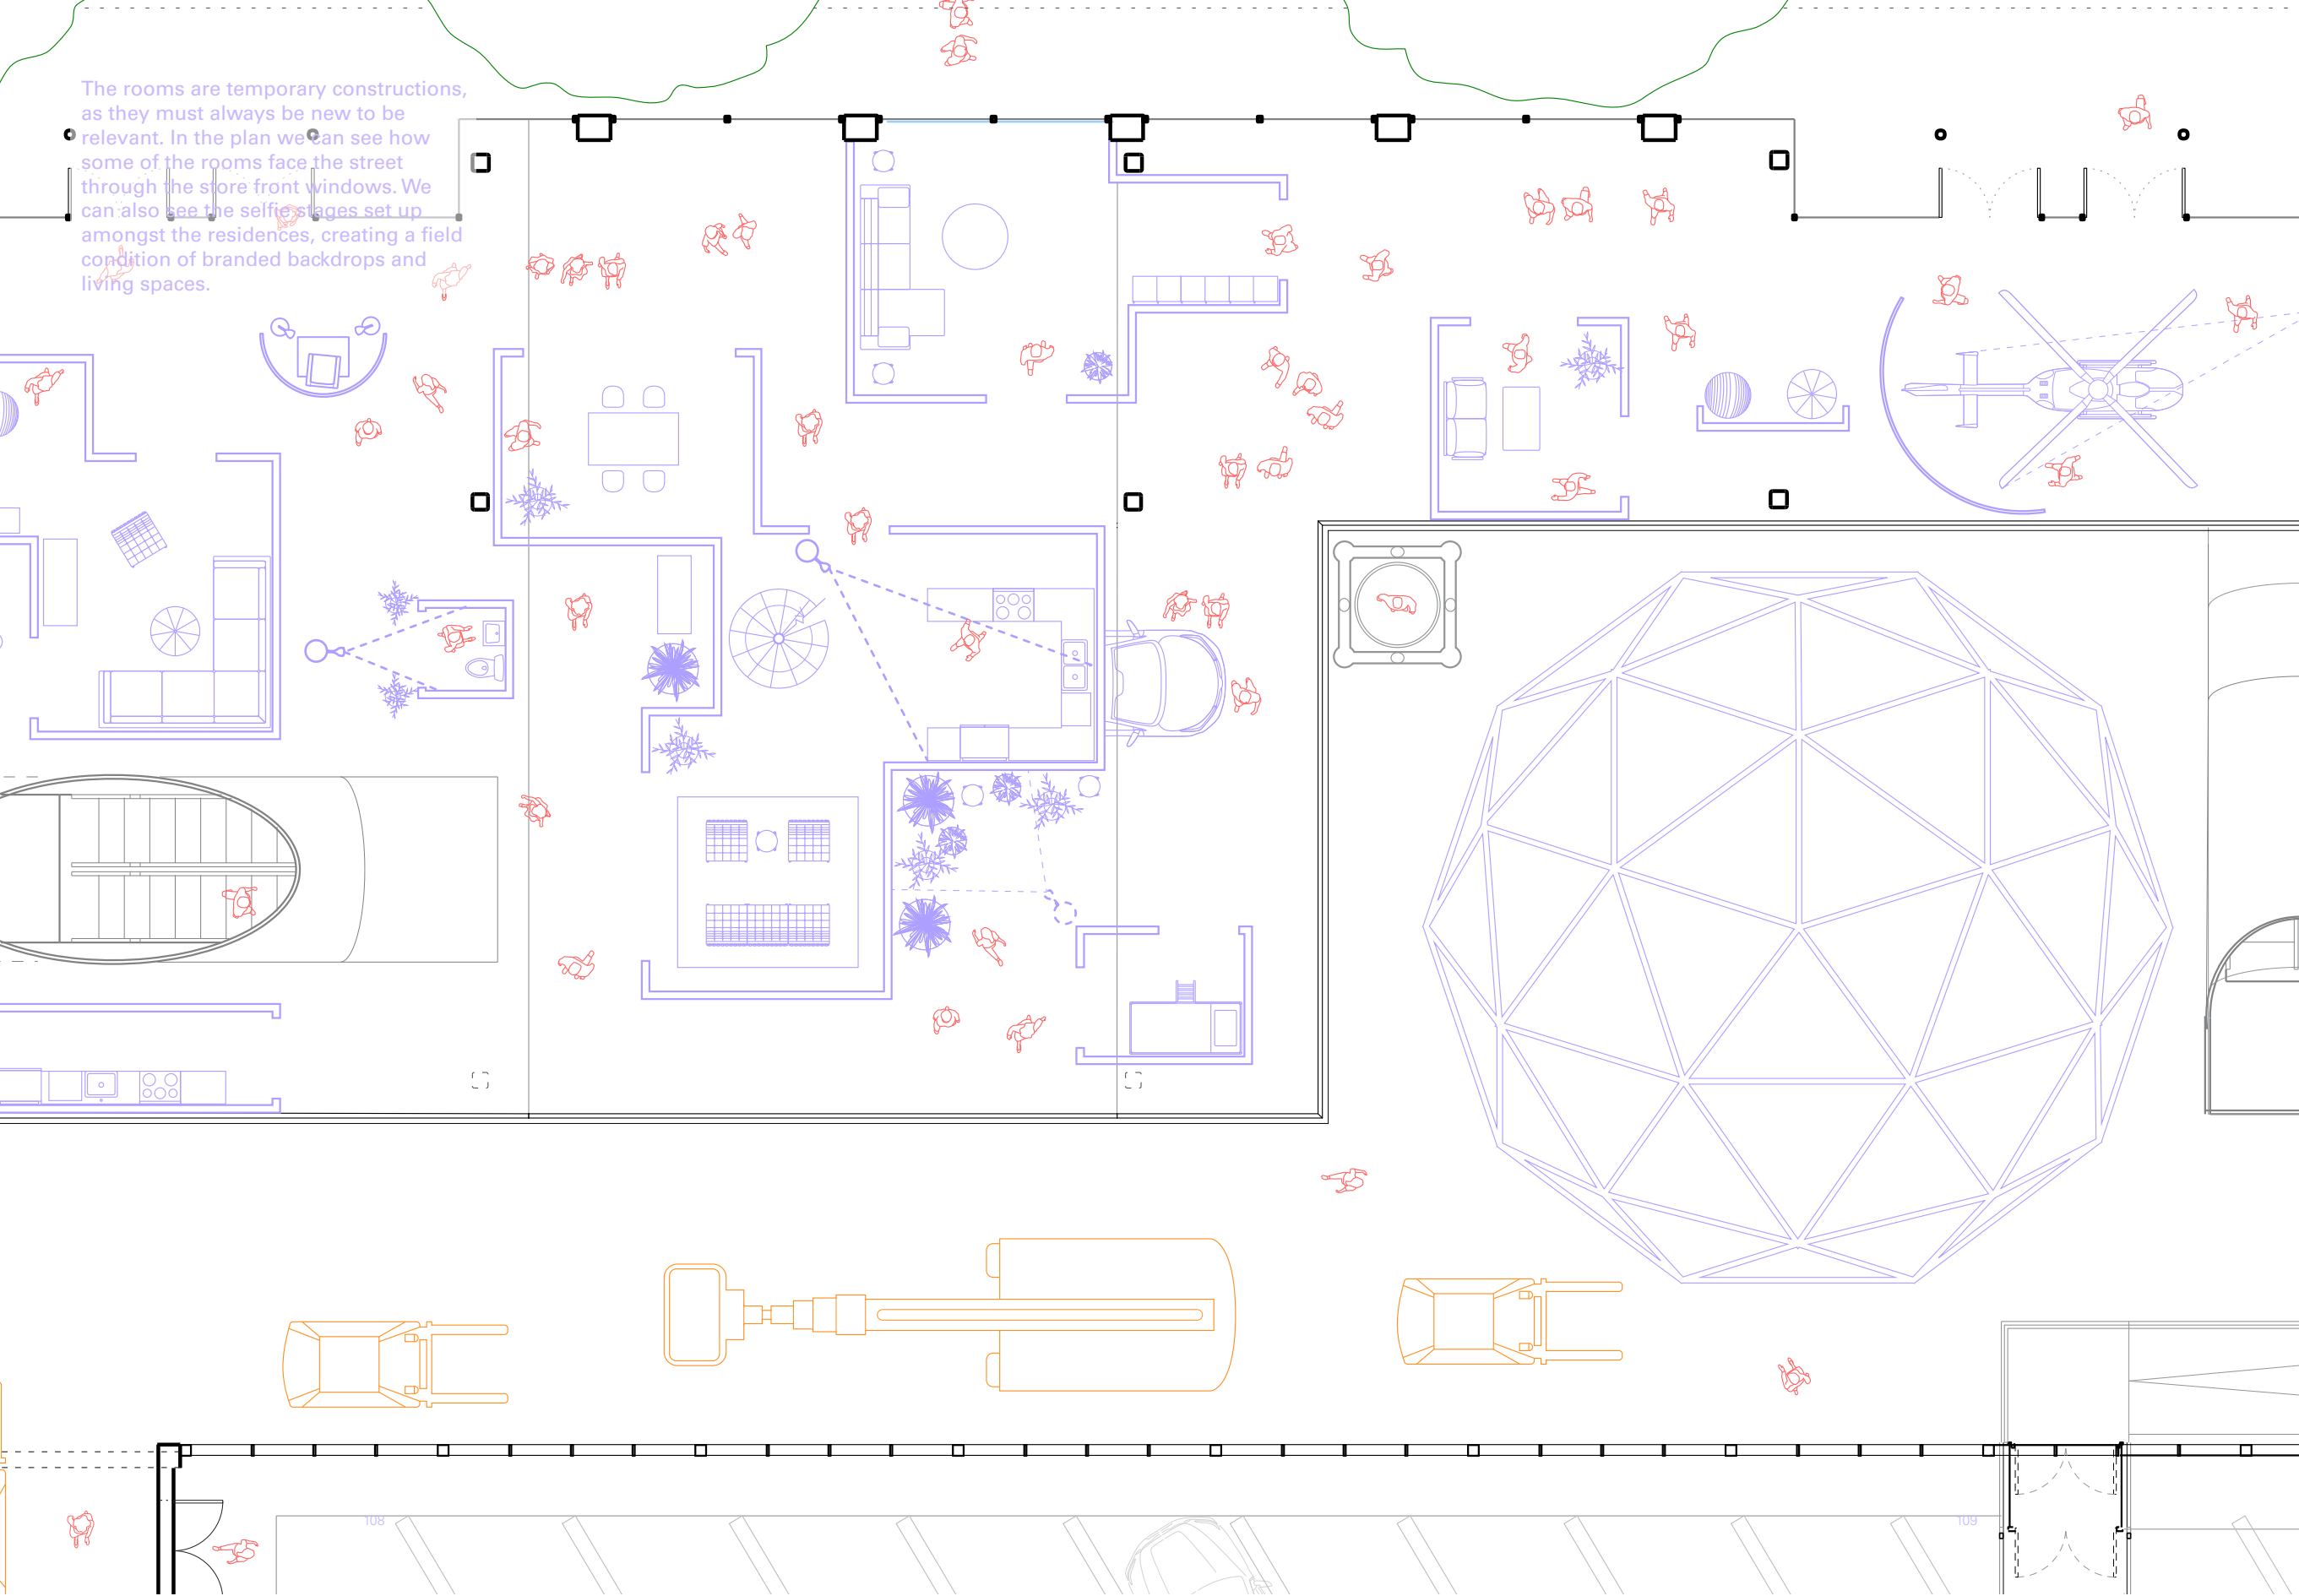 The rooms are temporary constructions,
as they must always be new to be
relevant. In the plan we can see how
some of the rooms face the street
through the store front windows. We
can also see the selfie stages set up
amongst the residences, creating a field
condition of branded backdrops and
living spaces.
108
109